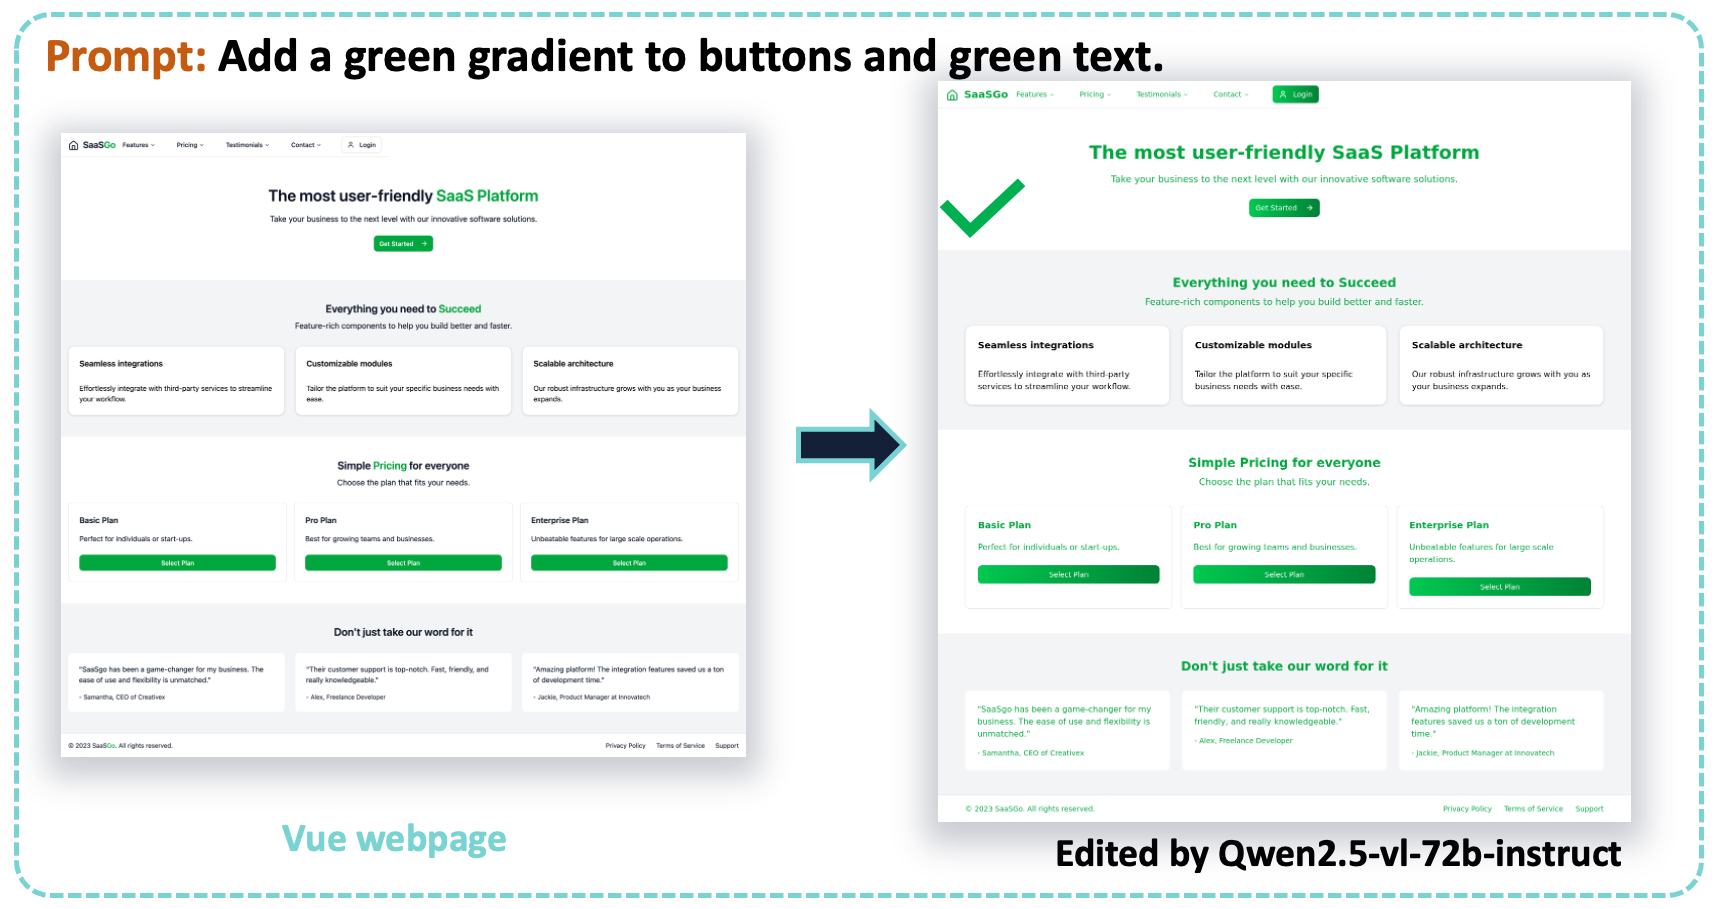 Prompt: Add a green gradient to buttons and green text.
SaaSGo Features Pricing Testimonials Contact Login
The most user-friendly SaaS Platform
Take your business to the next level with our innovative software solutions.
Get Started →
Everything you need to Succeed
Feature-rich components to help you build better and faster.
Seamless integrations
Effortlessly integrate with third-party services to streamline
your workflow.
Customizable modules
Tailor the platform to suit your specific business needs with
ease.
Scalable architecture
Our robust infrastructure grows with you as your business
expands.
Simple Pricing for everyone
Choose the plan that fits your needs.
Basic Plan
Perfect for individuals or start-ups.
Select Plan
Pro Plan
Best for growing teams and businesses.
Select Plan
Enterprise Plan
Unbeatable features for large scale operations.
Select Plan
Don't just take our word for it
"SaaSgo has been a game-changer for my business. The
ease of use and flexibility is unmatched."
- Samantha, CEO of Creativex
"Their customer support is top-notch. Fast, friendly, and
really knowledgeable."
- Alex, Freelance Developer
"Amazing platform! The integration features saved us a ton
of development time."
- Jackie, Product Manager at Innovatech
© 2023 SaaSGo. All rights reserved.
Privacy Policy Terms of Service Support
Vue webpage
SaaSGo Features Pricing Testimonials Contact Login
The most user-friendly SaaS Platform
Take your business to the next level with our innovative software solutions.
Get Started →
Everything you need to Succeed
Feature-rich components to help you build better and faster.
Seamless integrations
Effortlessly integrate with third-party
services to streamline your workflow.
Customizable modules
Tailor the platform to suit your specific
business needs with ease.
Scalable architecture
Our robust infrastructure grows with you as
your business expands.
Simple Pricing for everyone
Choose the plan that fits your needs.
Basic Plan
Perfect for individuals or start-ups.
Select Plan
Pro Plan
Best for growing teams and businesses.
Select Plan
Enterprise Plan
Unbeatable features for large scale
operations.
Select Plan
Don't just take our word for it
"SaaSgo has been a game-changer for my
business. The ease of use and flexibility is
unmatched."
- Samantha, CEO of Creativex
"Their customer support is top-notch. Fast,
friendly, and really knowledgeable."
- Alex, Freelance Developer
"Amazing platform! The integration
features saved us a ton of development
time."
- Jackie, Product Manager at Innovatech
© 2023 SaaSGo. All rights reserved.
Privacy Policy Terms of Service Support
Edited by Qwen2.5-vl-72b-instruct